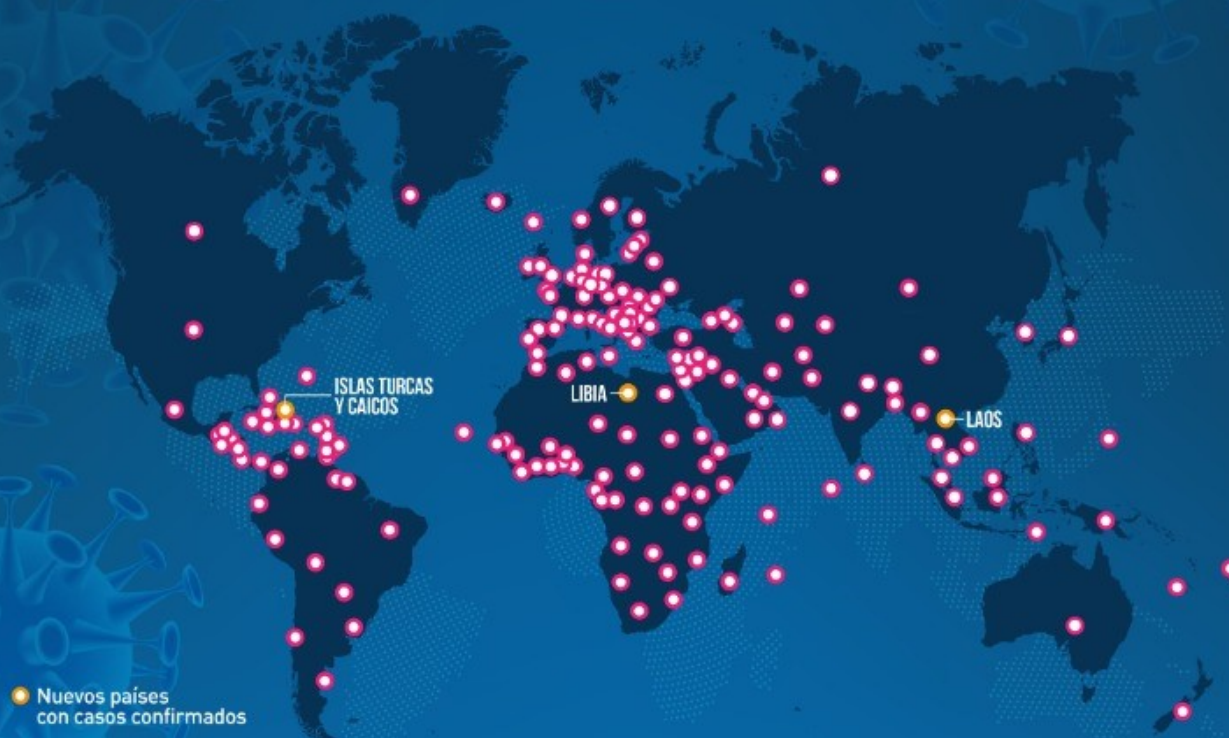 ISLAS TURCAS
Y CAICOS
LIBIA
LAOS
Nuevos países
con casos confirmados